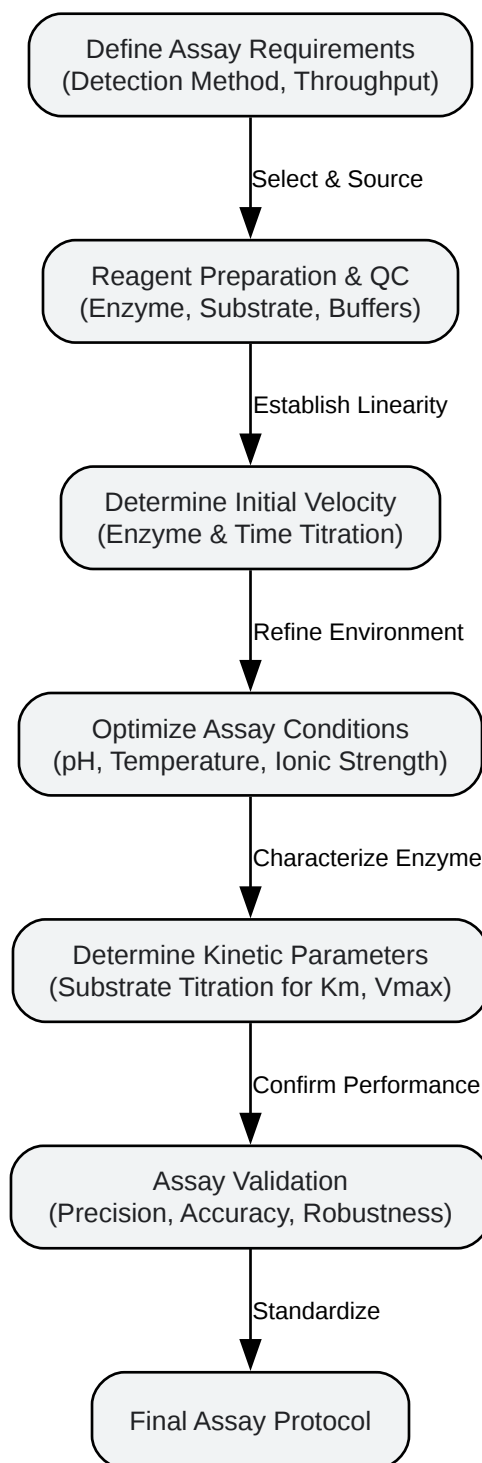 Define Assay Requirements
(Detection Method, Throughput)
Select & Source
Reagent Preparation & QC
(Enzyme, Substrate, Buffers)
Establish Linearity
Determine Initial Velocity
(Enzyme & Time Titration)
Refine Environment
Optimize Assay Conditions
(pH, Temperature, Ionic Strength)
Characterize Enzyme
Determine Kinetic Parameters
(Substrate Titration for Km, Vmax)
Confirm Performance
Assay Validation
(Precision, Accuracy, Robustness)
Standardize
Final Assay Protocol